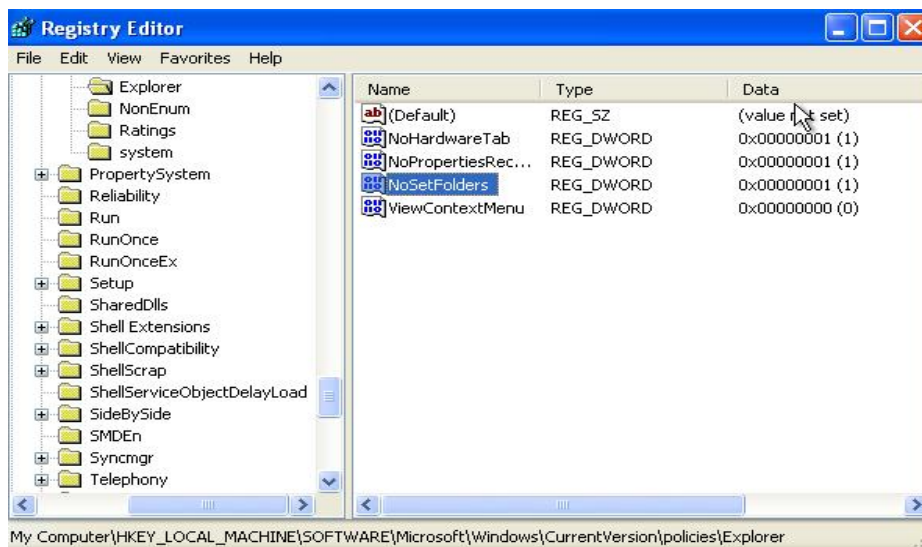 Registry Editor
File Edit View Favorites Help
Explorer
NonEnum
Ratings
system
PropertySystem
Reliability
Run
RunOnce
RunOnceEx
Setup
SharedDlls
Shell Extensions
ShellCompatibility
ShellScrap
ShellServiceObjectDelayLoad
SideBySide
SMDEn
Syncmgr
Telephony
Name Type Data
(Default) REG_SZ (value not set)
NoHardwareTab REG_DWORD 0x00000001 (1)
NoPropertiesRec... REG_DWORD 0x00000001 (1)
NoSetFolders REG_DWORD 0x00000001 (1)
ViewContextMenu REG_DWORD 0x00000000 (0)
My Computer\HKEY_LOCAL_MACHINE\SOFTWARE\Microsoft\Windows\CurrentVersion\policies\Explorer